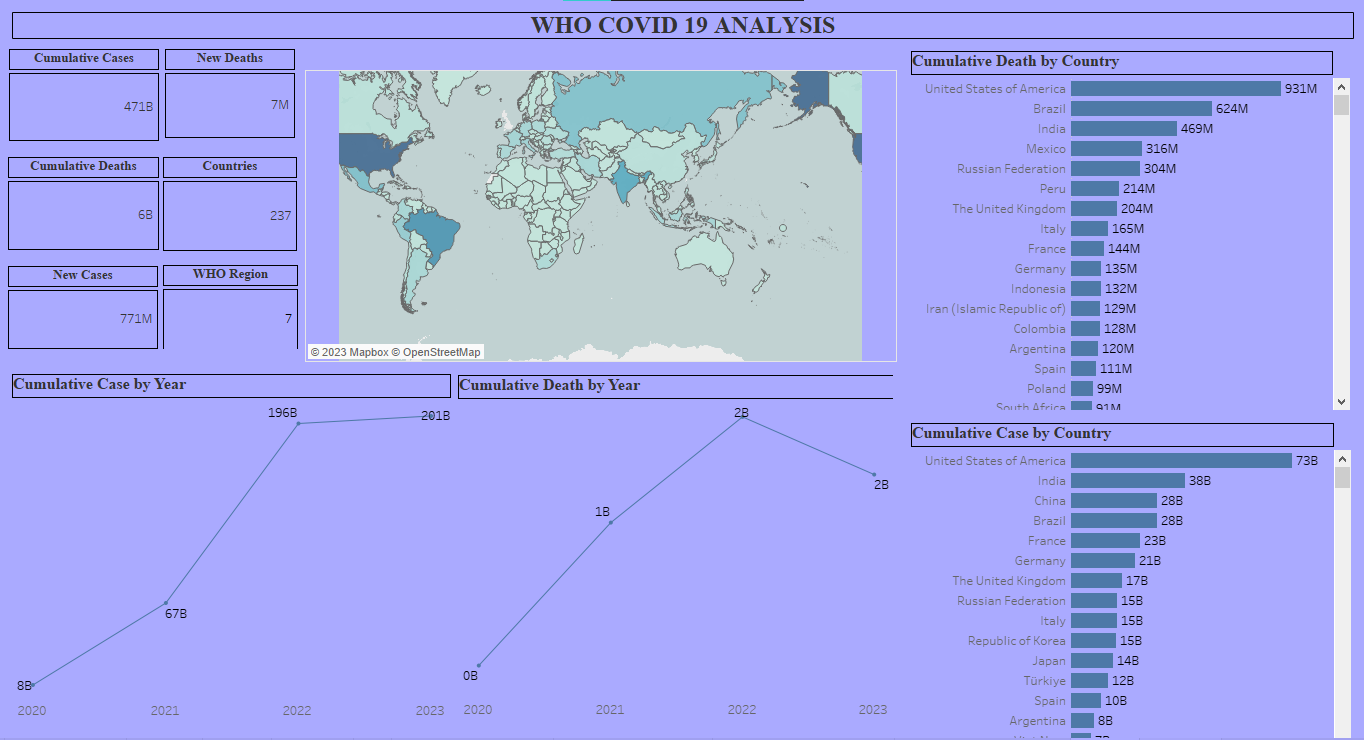 WHO COVID 19 ANALYSIS
Cumulative Cases
471B
New Deaths
7M
Cumulative Deaths
6B
Countries
237
New Cases
771M
WHO Region
7
© 2023 Mapbox © OpenStreetMap
Cumulative Death by Country
United States of America 931M
Brazil 624M
India 469M
Mexico 316M
Russian Federation 304M
Peru 214M
The United Kingdom 204M
Italy 165M
France 144M
Germany 135M
Indonesia 132M
Iran (Islamic Republic of) 129M
Colombia 128M
Argentina 120M
Spain 111M
Poland 99M
South Africa 91M
Cumulative Case by Year
196B
201B
67B
8B
2020 2021 2022 2023
Cumulative Death by Year
2B
2B
1B
0B
2020 2021 2022 2023
Cumulative Case by Country
United States of America 73B
India 38B
China 28B
Brazil 28B
France 23B
Germany 21B
The United Kingdom 17B
Russian Federation 15B
Italy 15B
Republic of Korea 15B
Japan 14B
Türkiye 12B
Spain 10B
Argentina 8B